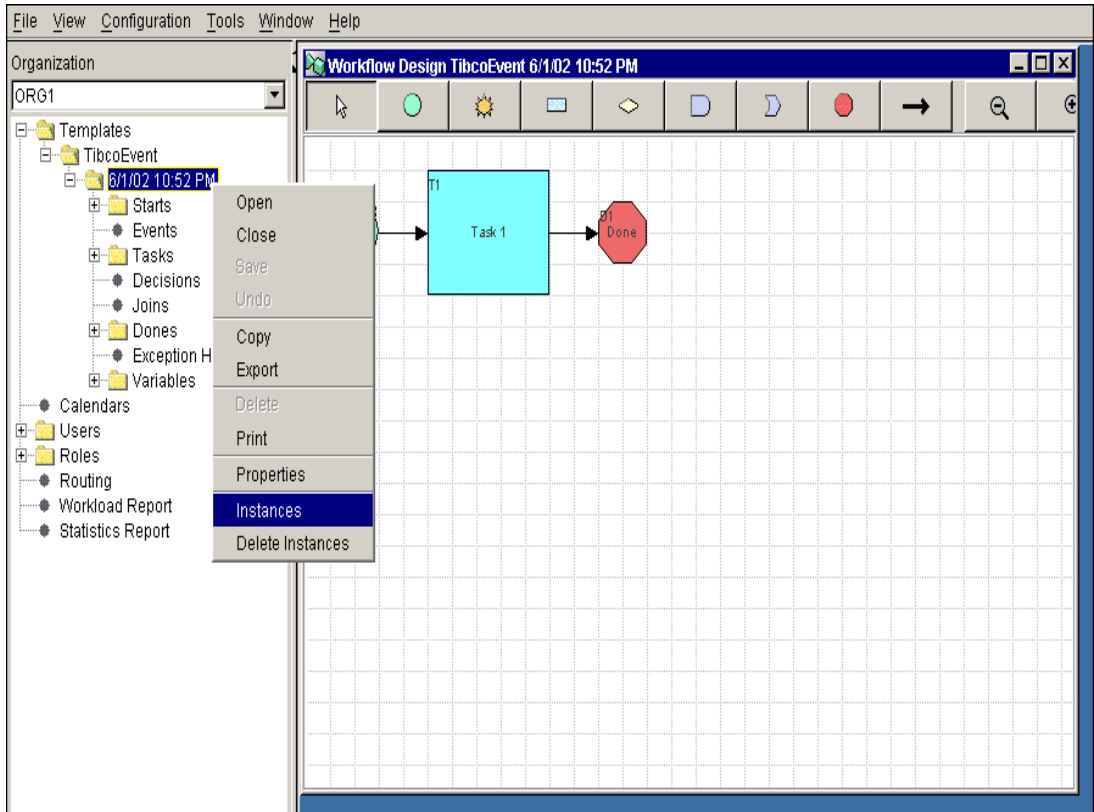 File View Configuration Tools Window Help
Organization
ORG1
Templates
TibcoEvent
6/1/02 10:52 PM
Starts
Events
Tasks
Decisions
Joins
Dones
Exception H
Variables
Calendars
Users
Roles
Routing
Workload Report
Statistics Report
Open
Close
Save
Undo
Copy
Export
Delete
Print
Properties
Instances
Delete Instances
Workflow Design TibcoEvent 6/1/02 10:52 PM
T1
Task 1
D1
Done